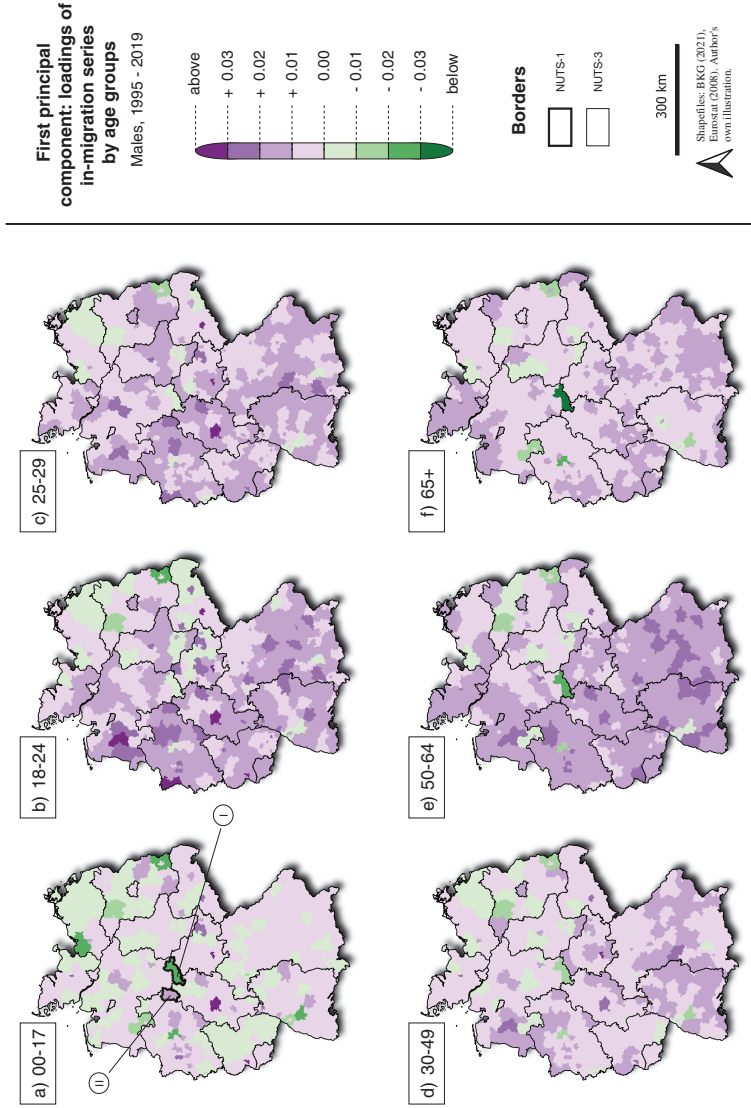 a) 00-17
b) 18-24
c) 25-29
d) 30-49
e) 50-64
f) 65+
I
II
First principal
component: loadings of
in-migration series
by age groups
Males, 1995 - 2019
above
+ 0.03
+ 0.02
+ 0.01
0.00
- 0.01
- 0.02
- 0.03
below
Borders
NUTS-1
NUTS-3
300 km
Shapefiles: BKG (2021),
Eurostat (2008). Author's
own illustration.